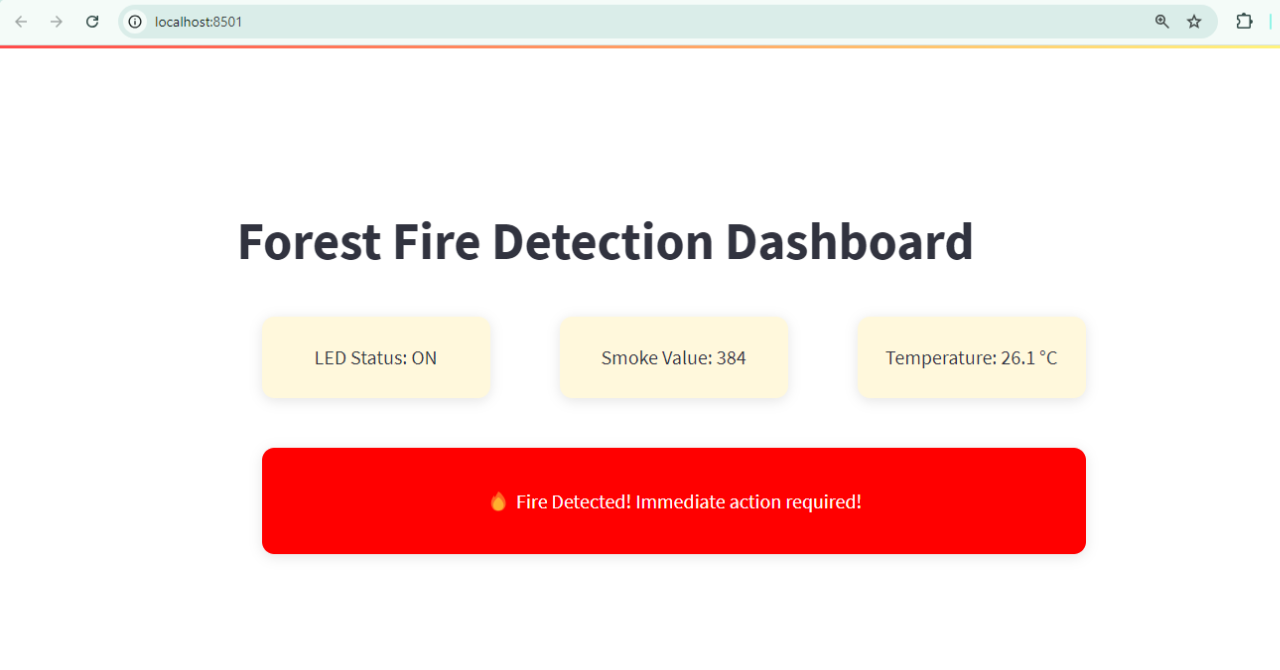 localhost:8501
Forest Fire Detection Dashboard
LED Status: ON
Smoke Value: 384
Temperature: 26.1 °C
🔥 Fire Detected! Immediate action required!